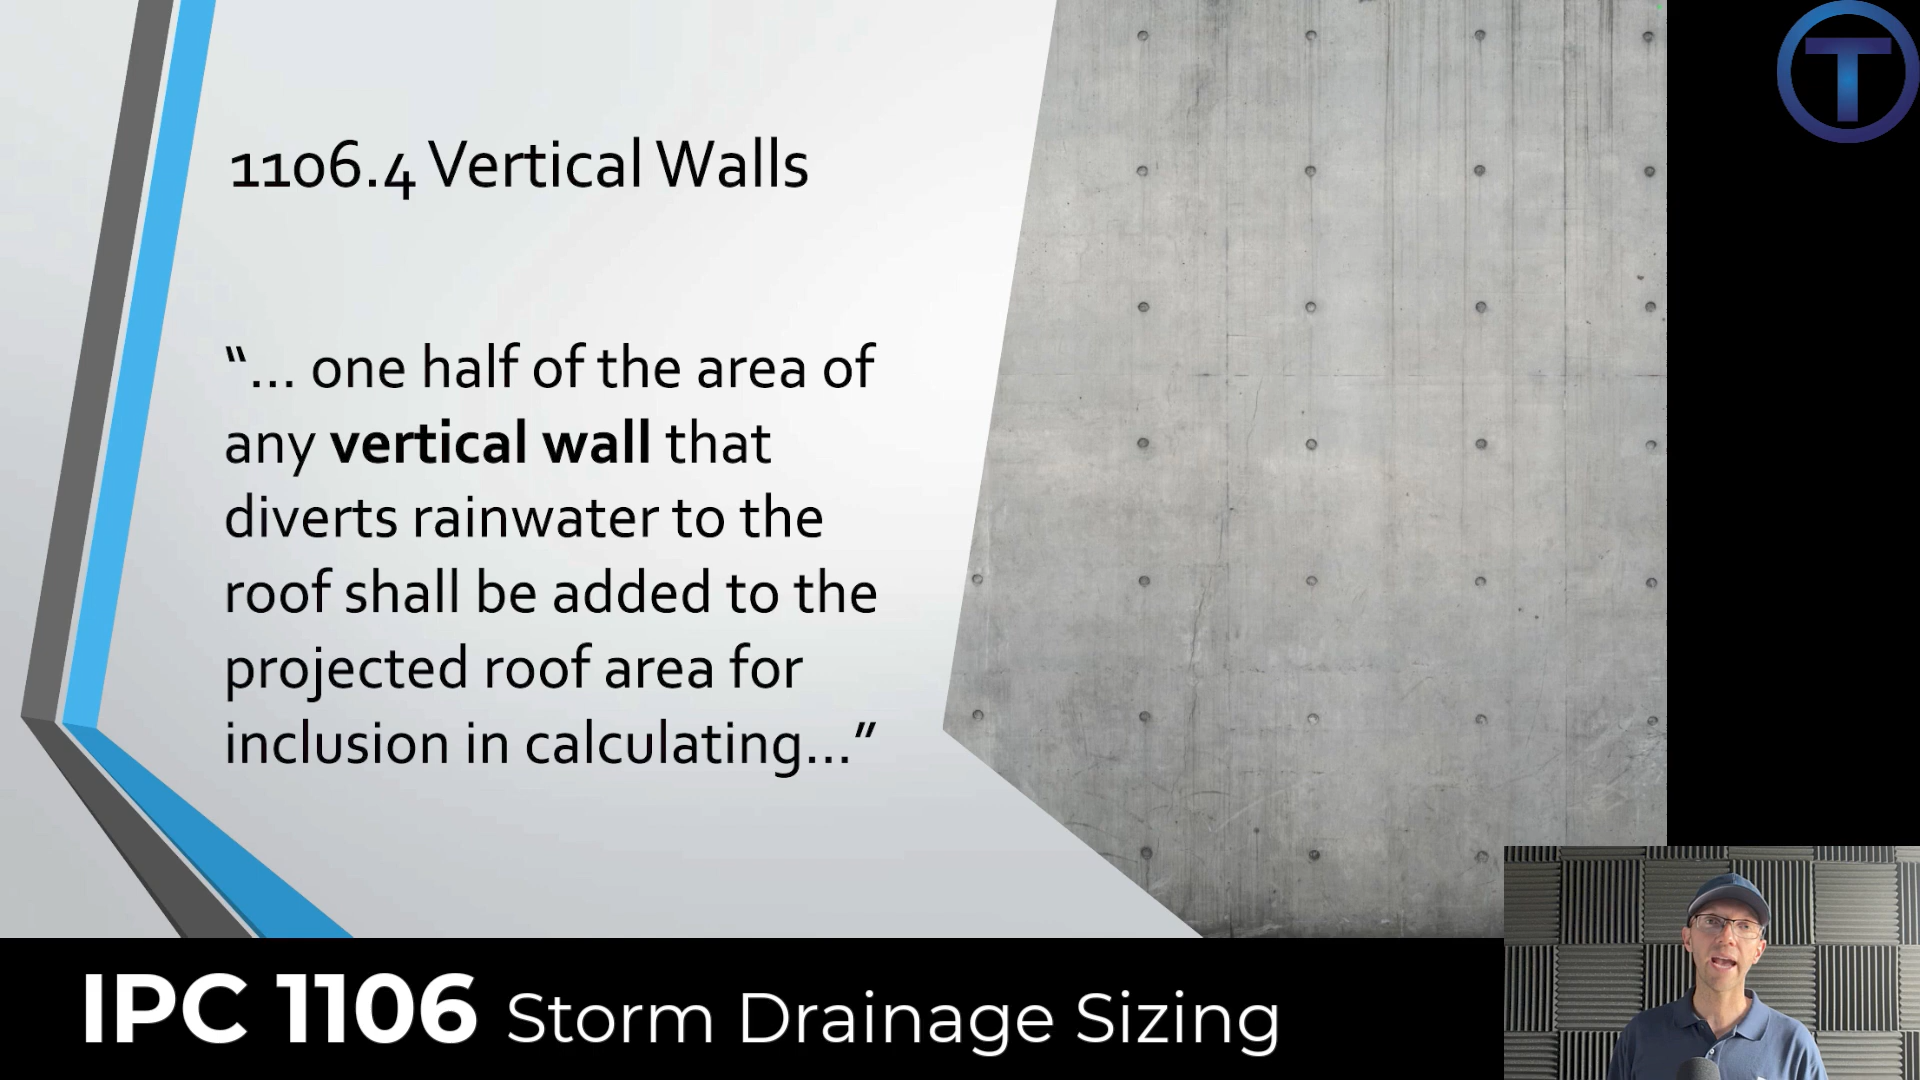 T
1106.4 Vertical Walls
“... one half of the area of
any vertical wall that
diverts rainwater to the
roof shall be added to the
projected roof area for
inclusion in calculating...”
IPC 1106 Storm Drainage Sizing